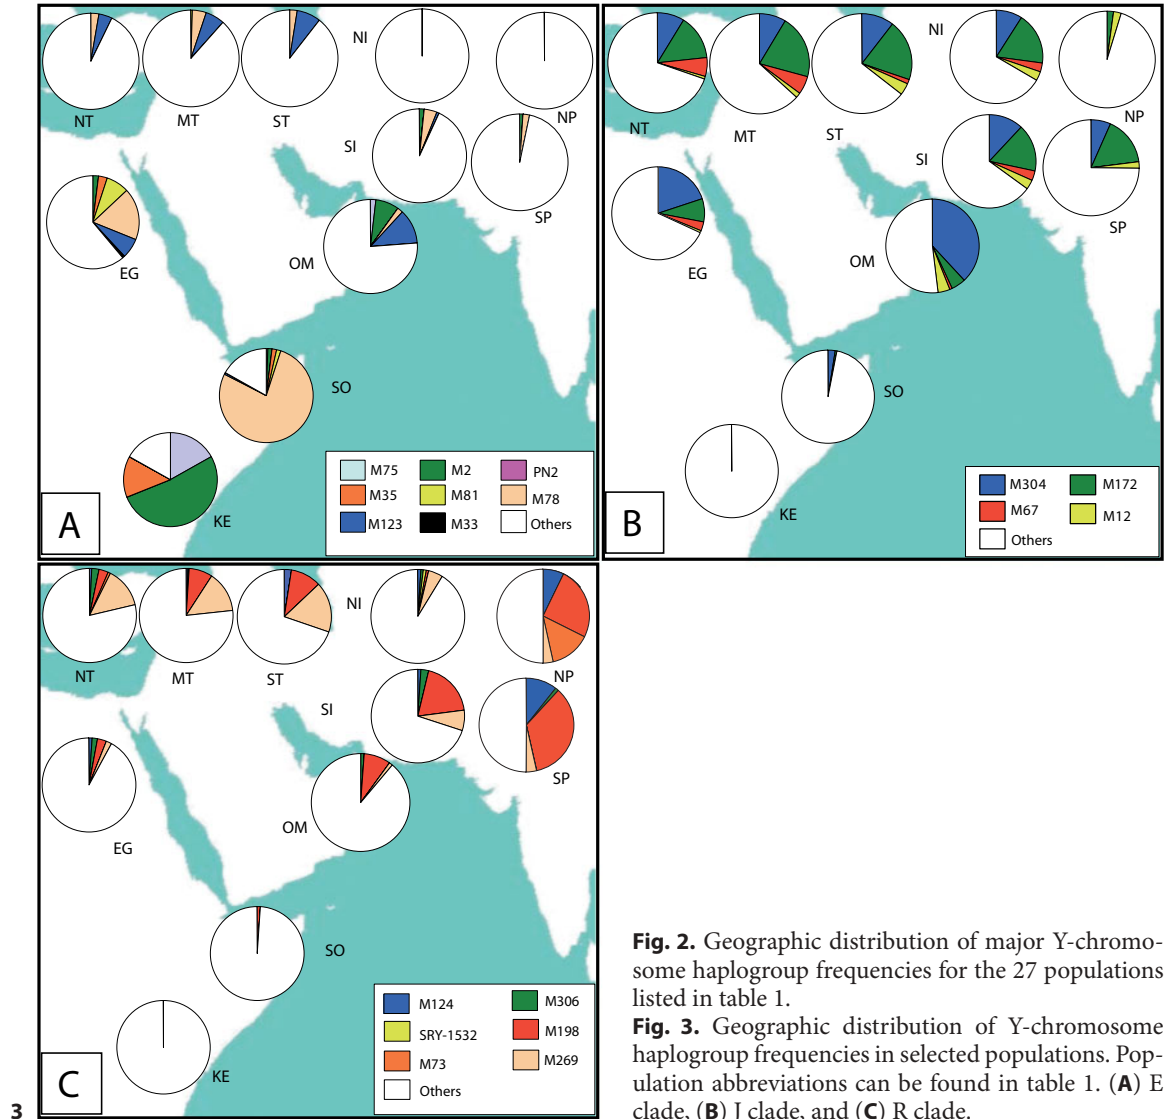 NT
MT
ST
NI
NP
SI
SP
EG
OM
SO
KE
M75
M2
PN2
M35
M81
M78
M123
M33
Others
A
NT
MT
ST
NI
NP
SI
SP
EG
OM
SO
KE
M304
M172
M67
M12
Others
B
NT
MT
ST
NI
NP
SI
SP
EG
OM
SO
KE
M124
M306
SRY-1532
M198
M73
M269
Others
C
3
Fig. 2. Geographic distribution of major Y-chromo-
some haplogroup frequencies for the 27 populations
listed in table 1.
Fig. 3. Geographic distribution of Y-chromosome
haplogroup frequencies in selected populations. Pop-
ulation abbreviations can be found in table 1. (A) E
clade, (B) J clade, and (C) R clade.